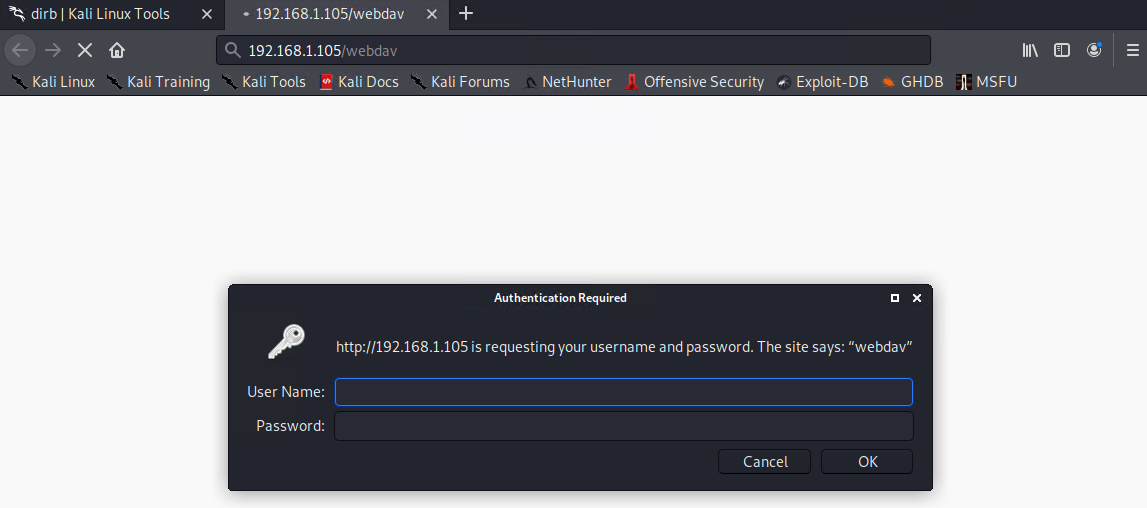 dirb | Kali Linux Tools 192.168.1.105/webdav
192.168.1.105/webdav
Kali Linux Kali Training Kali Tools Kali Docs Kali Forums NetHunter Offensive Security Exploit-DB GHDB MSFU
Authentication Required
http://192.168.1.105 is requesting your username and password. The site says: “webdav”
User Name:
Password:
Cancel OK